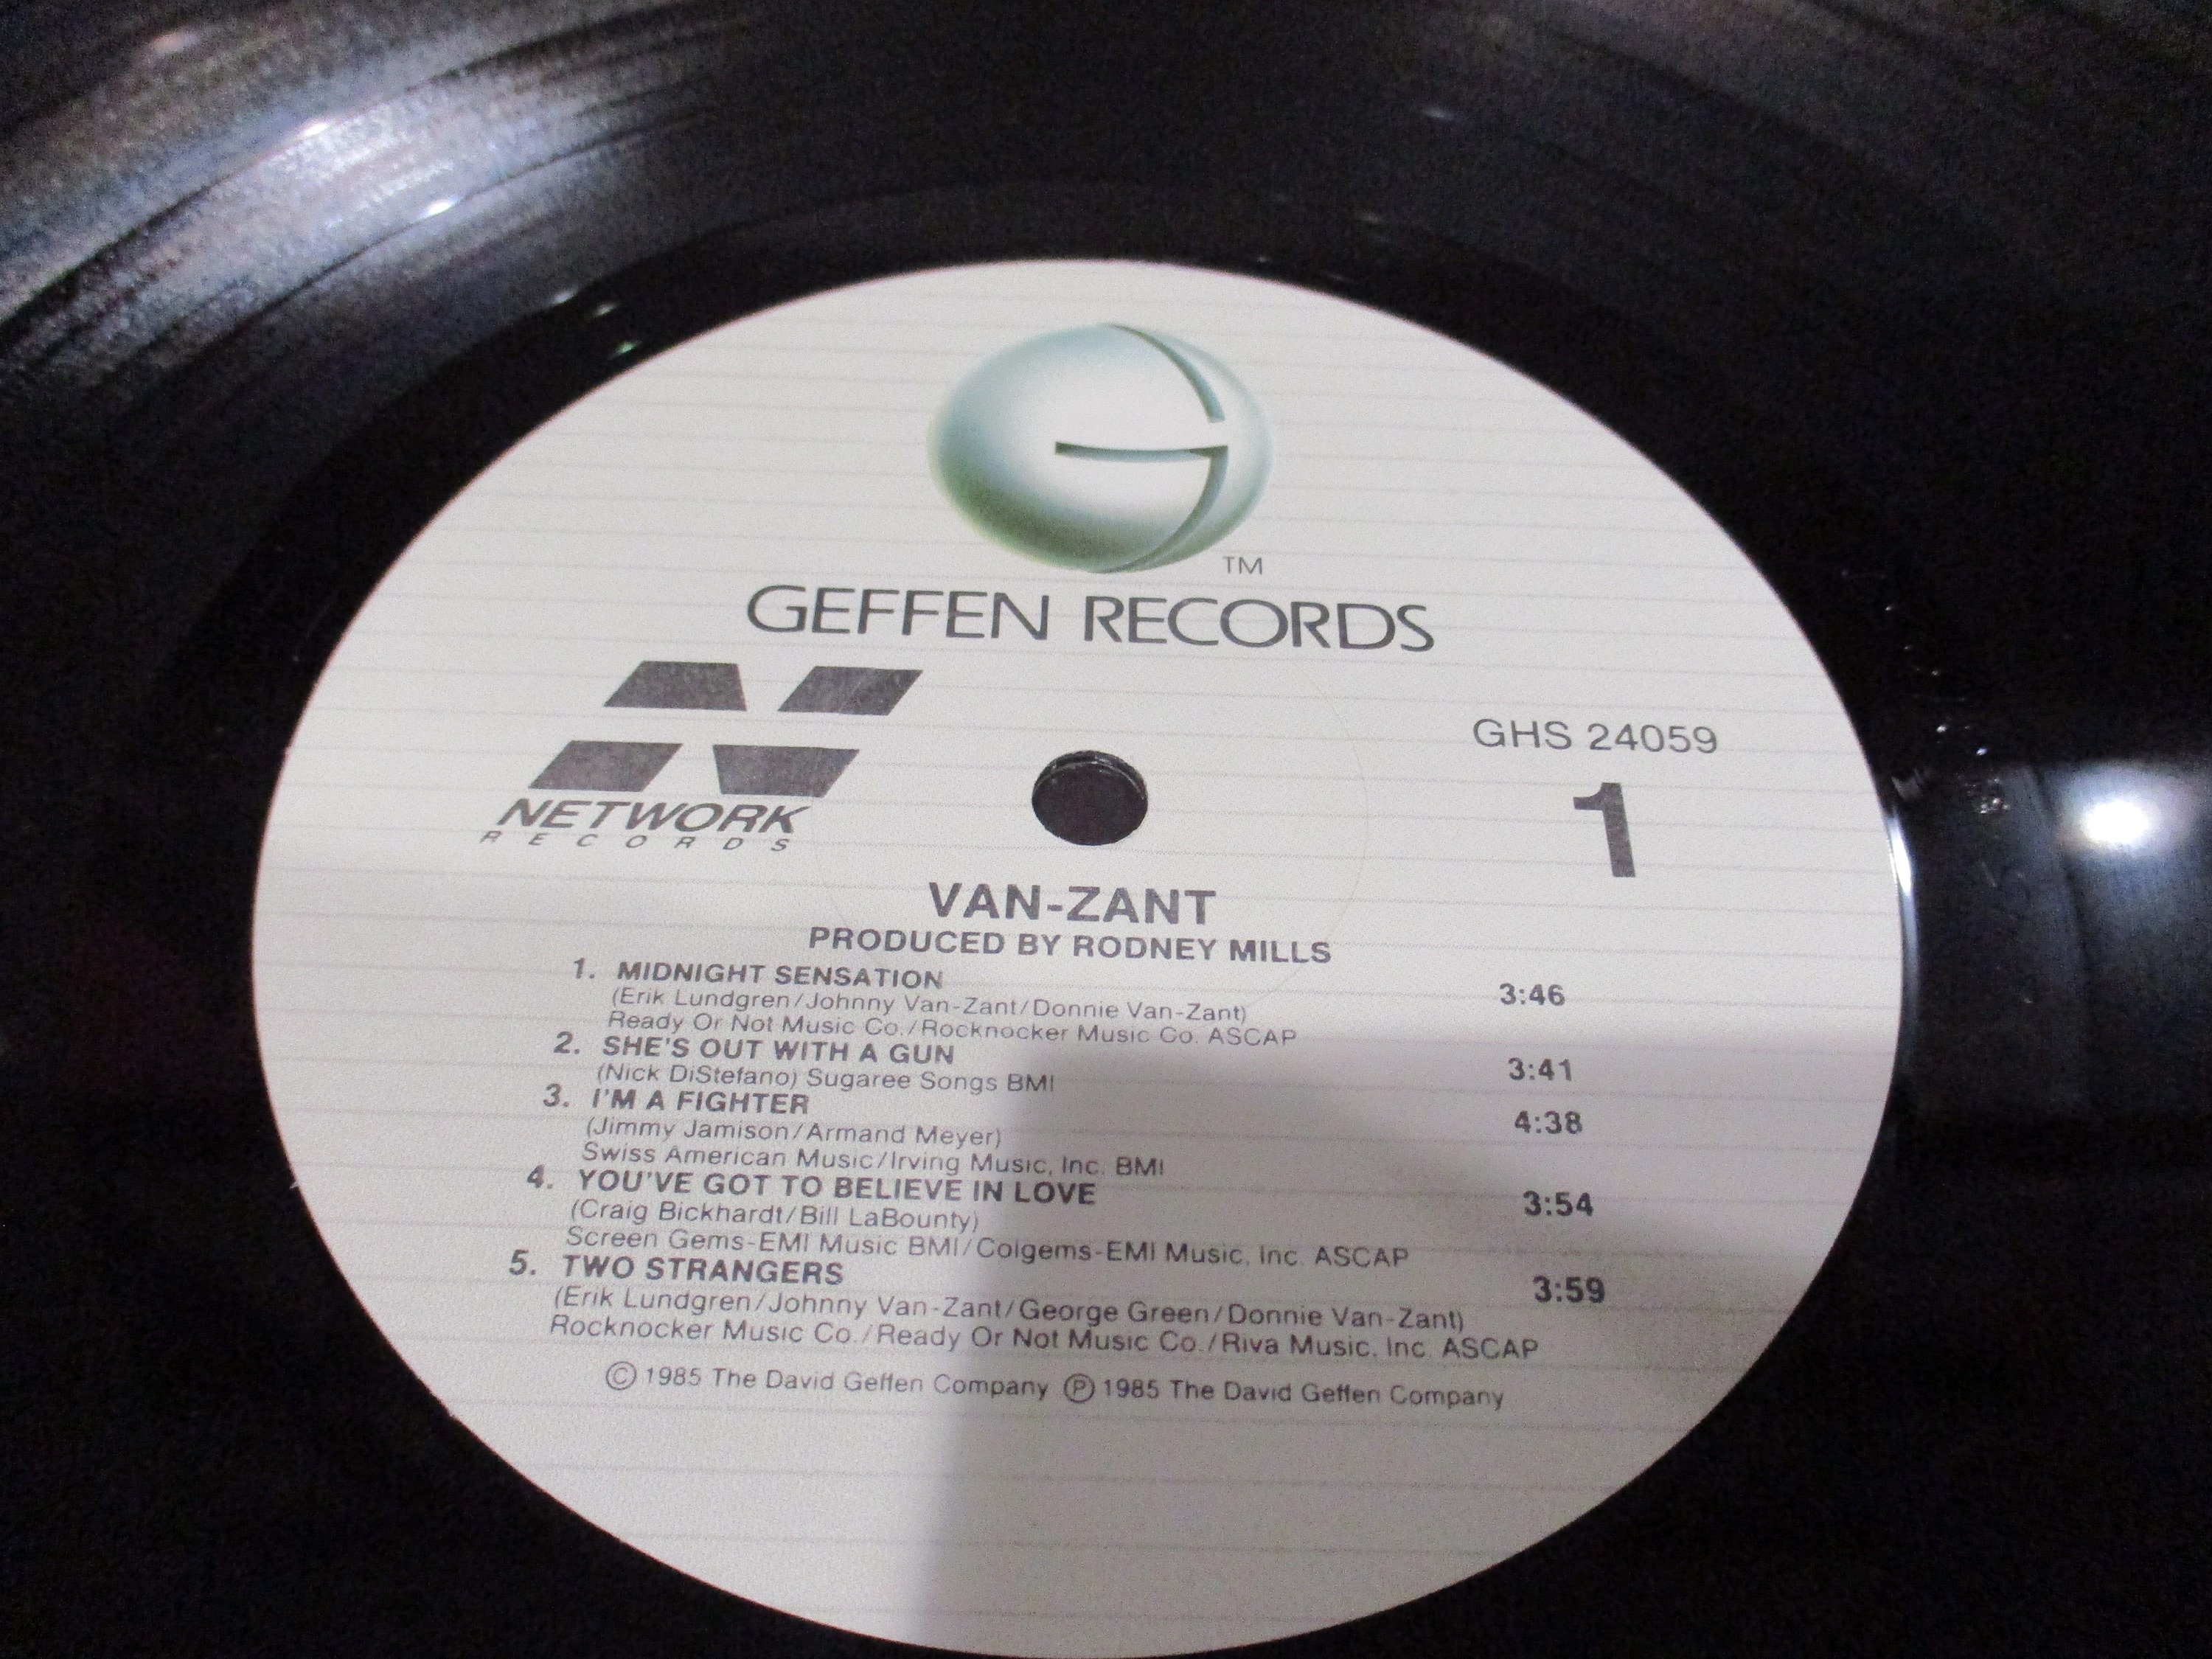 TM
GEFFEN RECORDS
NETWORK
RECORDS
GHS 24059
1
VAN-ZANT
PRODUCED BY RODNEY MILLS
1. MIDNIGHT SENSATION 3:46
(Erik Lundgren/Johnny Van-Zant/Donnie Van-Zant)
Ready Or Not Music Co./Rocknocker Music Co. ASCAP
2. SHE'S OUT WITH A GUN 3:41
(Nick DiStefano) Sugaree Songs BMI
3. I'M A FIGHTER 4:38
(Jimmy Jamison/Armand Meyer)
Swiss American Music/Irving Music, Inc. BMI
4. YOU'VE GOT TO BELIEVE IN LOVE 3:54
(Craig Bickhardt/Bill LaBounty)
Screen Gems-EMI Music BMI/Colgems-EMI Music, Inc. ASCAP
5. TWO STRANGERS 3:59
(Erik Lundgren/Johnny Van-Zant/George Green/Donnie Van-Zant)
Rocknocker Music Co./Ready Or Not Music Co./Riva Music, Inc. ASCAP
Ⓒ 1985 The David Geffen Company Ⓟ 1985 The David Geffen Company